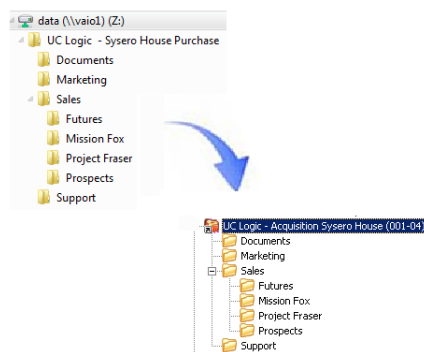 data (\\vaio1) (Z:)
UC Logic - Sysero House Purchase
Documents
Marketing
Sales
Futures
Mission Fox
Project Fraser
Prospects
Support
UC Logic - Acquisition Sysero House (001-04)
Documents
Marketing
Sales
Futures
Mission Fox
Project Fraser
Prospects
Support